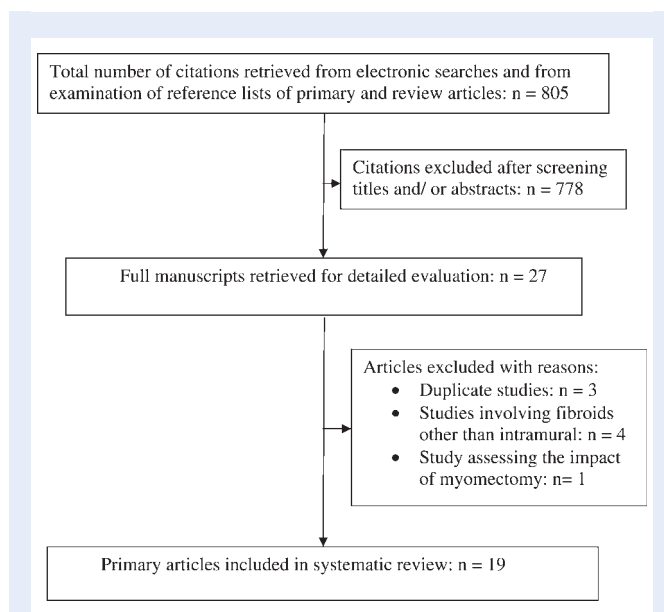 Total number of citations retrieved from electronic searches and from
examination of reference lists of primary and review articles: n = 805
Citations excluded after screening
titles and/ or abstracts: n = 778
Full manuscripts retrieved for detailed evaluation: n = 27
Articles excluded with reasons:
• Duplicate studies: n = 3
• Studies involving fibroids
other than intramural: n = 4
• Study assessing the impact
of myomectomy: n= 1
Primary articles included in systematic review: n = 19